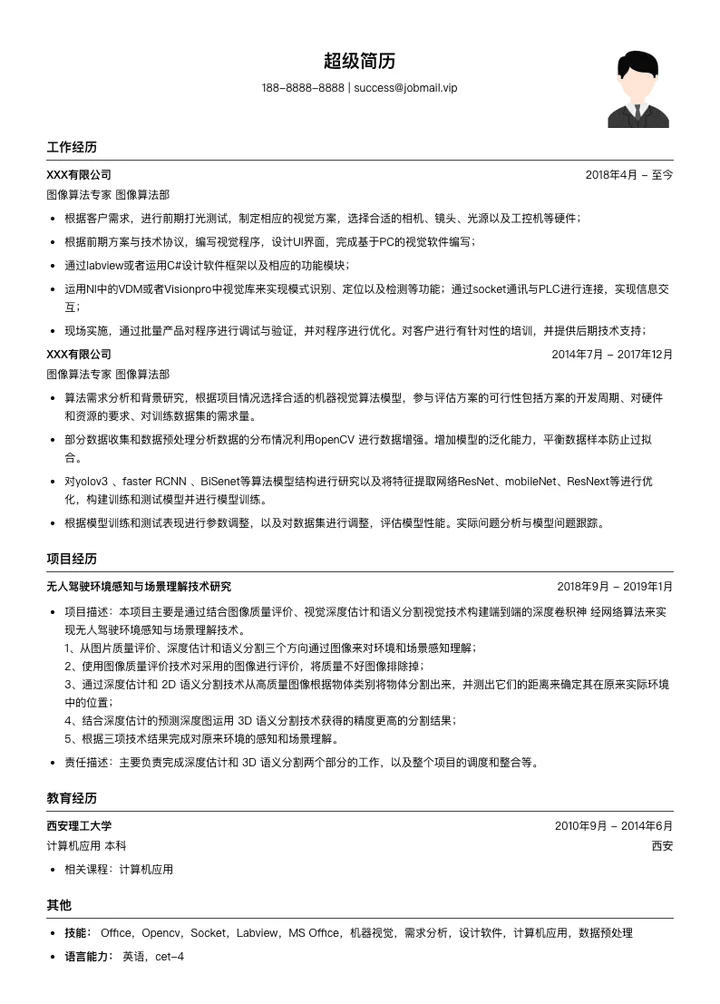 超级简历
188-8888-8888 | success@jobmail.vip
工作经历
XXX有限公司 2018年4月 – 至今
图像算法专家 图像算法部
• 根据客户需求，进行前期打光测试，制定相应的视觉方案，选择合适的相机、镜头、光源以及工控机等硬件；
• 根据前期方案与技术协议，编写视觉程序，设计UI界面，完成基于PC的视觉软件编写；
• 通过labview或者运用C#设计软件框架以及相应的功能模块；
• 运用NI中的VDM或者Visionpro中视觉库来实现模式识别、定位以及检测等功能；通过socket通讯与PLC进行连接，实现信息交
互；
• 现场实施，通过批量产品对程序进行调试与验证，并对程序进行优化。对客户进行有针对性的培训，并提供后期技术支持；
XXX有限公司 2014年7月 – 2017年12月
图像算法专家 图像算法部
• 算法需求分析和背景研究，根据项目情况选择合适的机器视觉算法模型，参与评估方案的可行性包括方案的开发周期、对硬件
和资源的要求、对训练数据集的需求量。
• 部分数据收集和数据预处理分析数据的分布情况利用openCV 进行数据增强。增加模型的泛化能力，平衡数据样本防止过拟
合。
• 对yolov3 、faster RCNN 、BiSenet等算法模型结构进行研究以及将特征提取网络ResNet、mobileNet、ResNext等进行优
化，构建训练和测试模型并进行模型训练。
• 根据模型训练和测试表现进行参数调整，以及对数据集进行调整，评估模型性能。实际问题分析与模型问题跟踪。
项目经历
无人驾驶环境感知与场景理解技术研究 2018年9月 – 2019年1月
• 项目描述：本项目主要是通过结合图像质量评价、视觉深度估计和语义分割视觉技术构建端到端的深度卷积神 经网络算法来实
现无人驾驶环境感知与场景理解技术。
1、从图片质量评价、深度估计和语义分割三个方向通过图像来对环境和场景感知理解；
2、使用图像质量评价技术对采用的图像进行评价，将质量不好图像排除掉；
3、通过深度估计和 2D 语义分割技术从高质量图像根据物体类别将物体分割出来，并测出它们的距离来确定其在原来实际环境
中的位置；
4、结合深度估计的预测深度图运用 3D 语义分割技术获得的精度更高的分割结果；
5、根据三项技术结果完成对原来环境的感知和场景理解。
• 责任描述：主要负责完成深度估计和 3D 语义分割两个部分的工作，以及整个项目的调度和整合等。
教育经历
西安理工大学 2010年9月 – 2014年6月
计算机应用 本科 西安
• 相关课程：计算机应用
其他
• 技能： Office，Opencv，Socket，Labview，MS Office，机器视觉，需求分析，设计软件，计算机应用，数据预处理
• 语言能力： 英语，cet-4